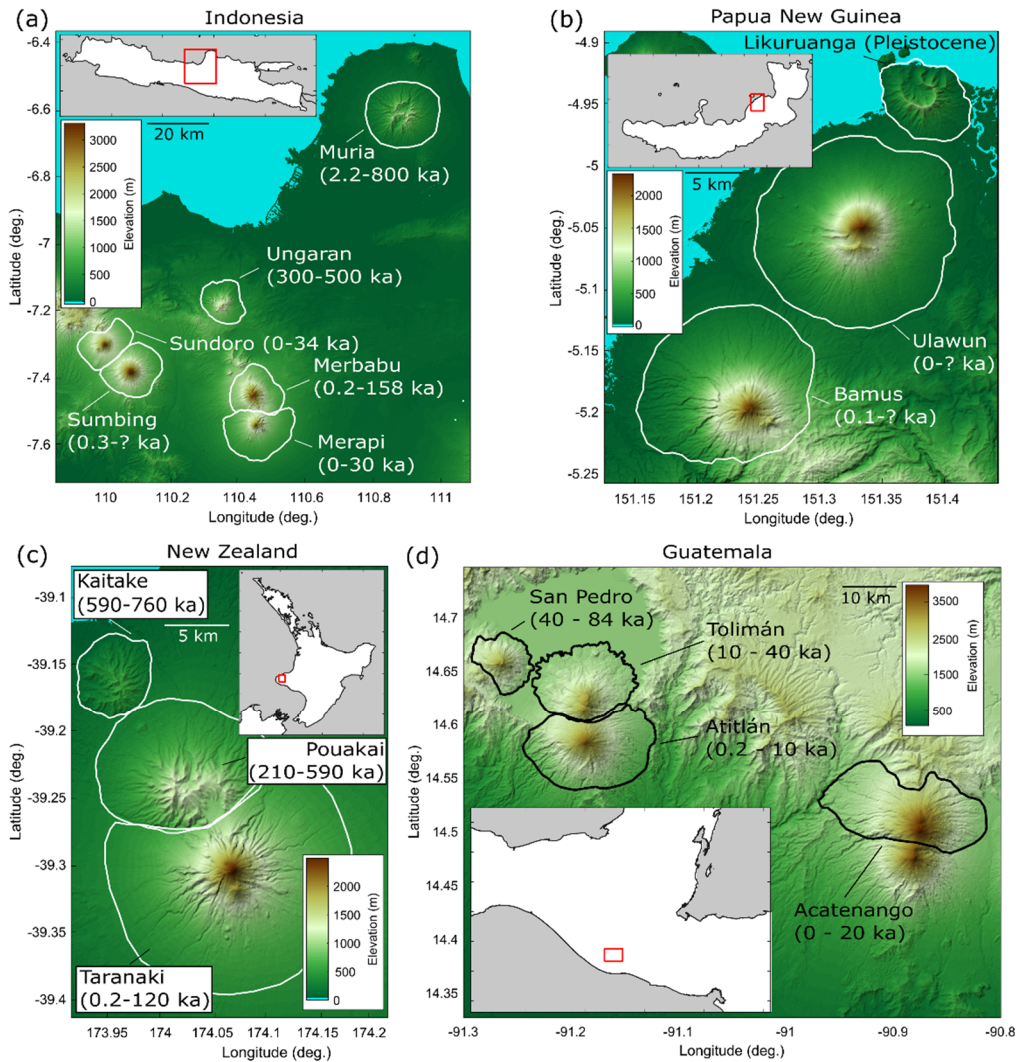 (a)
Indonesia
-6.4
-6.6
-6.8
-7
-7.2
-7.4
-7.6
Latitude (deg.)
20 km
3000
2500
2000
1500
1000
500
0
Elevation (m)
Muria
(2.2-800 ka)
Ungaran
(300-500 ka)
Sundoro (0-34 ka)
Merbabu
(0.2-158 ka)
Sumbing
(0.3-? ka)
Merapi
(0-30 ka)
110
110.2
110.4
110.6
110.8
111
Longitude (deg.)
(b)
Papua New Guinea
Likuruanga (Pleistocene)
-4.9
-4.95
-5
-5.05
-5.1
-5.15
-5.2
-5.25
Latitude (deg.)
5 km
2000
1500
1000
500
0
Elevation (m)
Ulawun
(0-? ka)
Bamus
(0.1-? ka)
151.15
151.2
151.25
151.3
151.35
151.4
Longitude (deg.)
(c)
New Zealand
Kaitake
(590-760 ka)
5 km
-39.1
-39.15
-39.2
-39.25
-39.3
-39.35
-39.4
Latitude (deg.)
Pouakai
(210-590 ka)
2000
1500
1000
500
0
Elevation (m)
Taranaki
(0.2-120 ka)
173.95
174
174.05
174.1
174.15
174.2
Longitude (deg.)
(d)
Guatemala
San Pedro
(40 - 84 ka)
10 km
Tolimán
(10 - 40 ka)
4000
3000
2000
1000
Elevation (m)
Atitlán
(0.2 - 10 ka)
14.7
14.65
14.6
14.55
14.5
14.45
14.4
14.35
Latitude (deg.)
Acatenango
(0 - 20 ka)
-91.3
-91.2
-91.1
-91
-90.9
-90.8
Longitude (deg.)